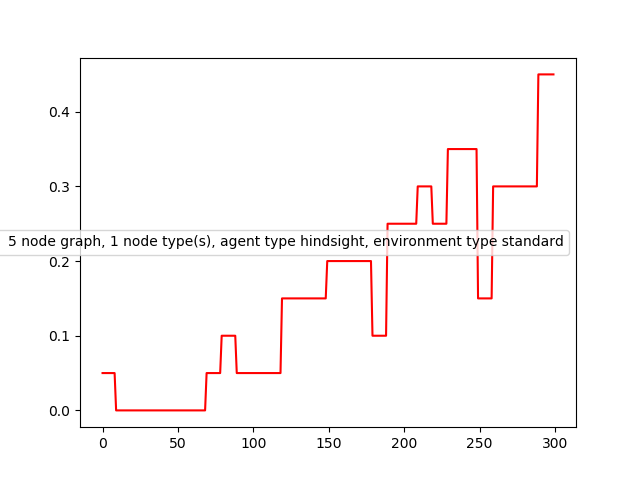 0.4
0.3
5 node graph, 1 node type(s), agent type hindsight, environment type standard
0.2
0.1
0.0
0 50 100 150 200 250 300